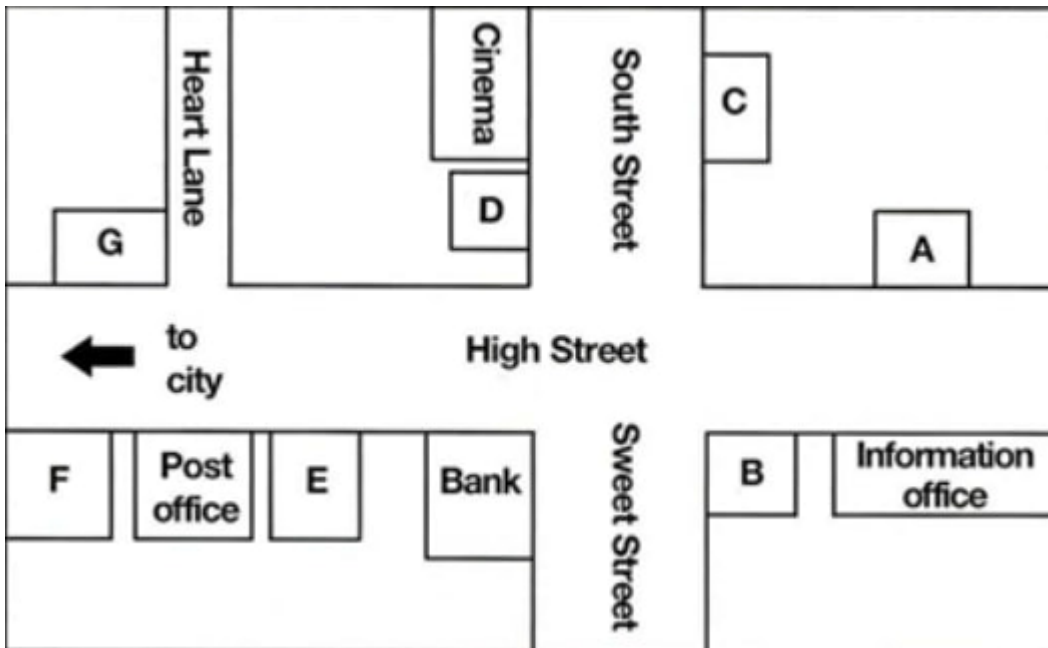 Heart Lane
Cinema
South Street
C
D
G
A
to
city
High Street
F
Post
office
E
Bank
Sweet Street
B
Information
office